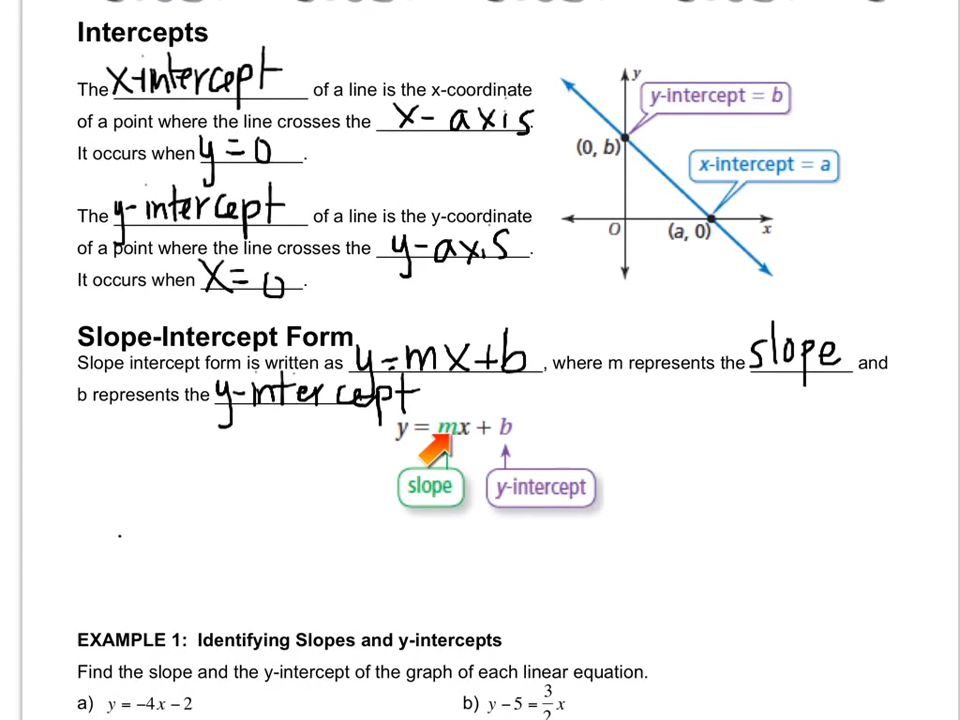 Intercepts
The x-intercept of a line is the x-coordinate
of a point where the line crosses the x-axis.
It occurs when y=0.
The y-intercept of a line is the y-coordinate
of a point where the line crosses the y-axis.
It occurs when x=0.
y
y-intercept = b
(0, b)
x-intercept = a
O
(a, 0)
x
Slope-Intercept Form
Slope intercept form is written as y=mx+b, where m represents the slope and
b represents the y-intercept
y = mx + b
slope
y-intercept
EXAMPLE 1: Identifying Slopes and y-intercepts
Find the slope and the y-intercept of the graph of each linear equation.
a) y = −4x − 2
b) y − 5 = 3/2 x